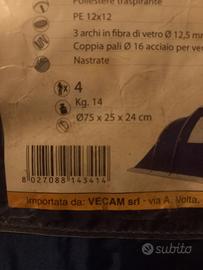 Poliestere traspirante
PE 12x12
3 archi in fibra di vetro Ø 12,5 mm
Coppia pali Ø 16 acciaio per ver
Nastrate
4
Kg. 14
Ø75 x 25 x 24 cm
8 027088 143414
Importata da: VECAM srl - via A. Volta,
subito